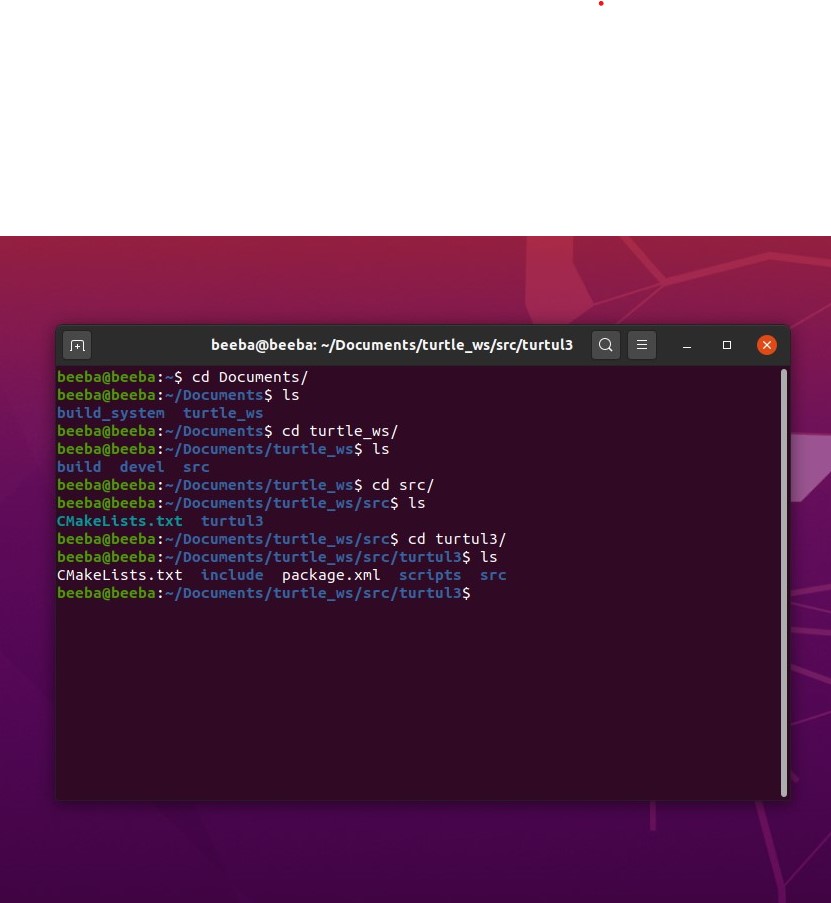 beeba@beeba: ~/Documents/turtle_ws/src/turtul3
beeba@beeba:~$ cd Documents/
beeba@beeba:~/Documents$ ls
build_system  turtle_ws
beeba@beeba:~/Documents$ cd turtle_ws/
beeba@beeba:~/Documents/turtle_ws$ ls
build  devel  src
beeba@beeba:~/Documents/turtle_ws$ cd src/
beeba@beeba:~/Documents/turtle_ws/src$ ls
CMakeLists.txt  turtul3
beeba@beeba:~/Documents/turtle_ws/src$ cd turtul3/
beeba@beeba:~/Documents/turtle_ws/src/turtul3$ ls
CMakeLists.txt  include  package.xml  scripts  src
beeba@beeba:~/Documents/turtle_ws/src/turtul3$